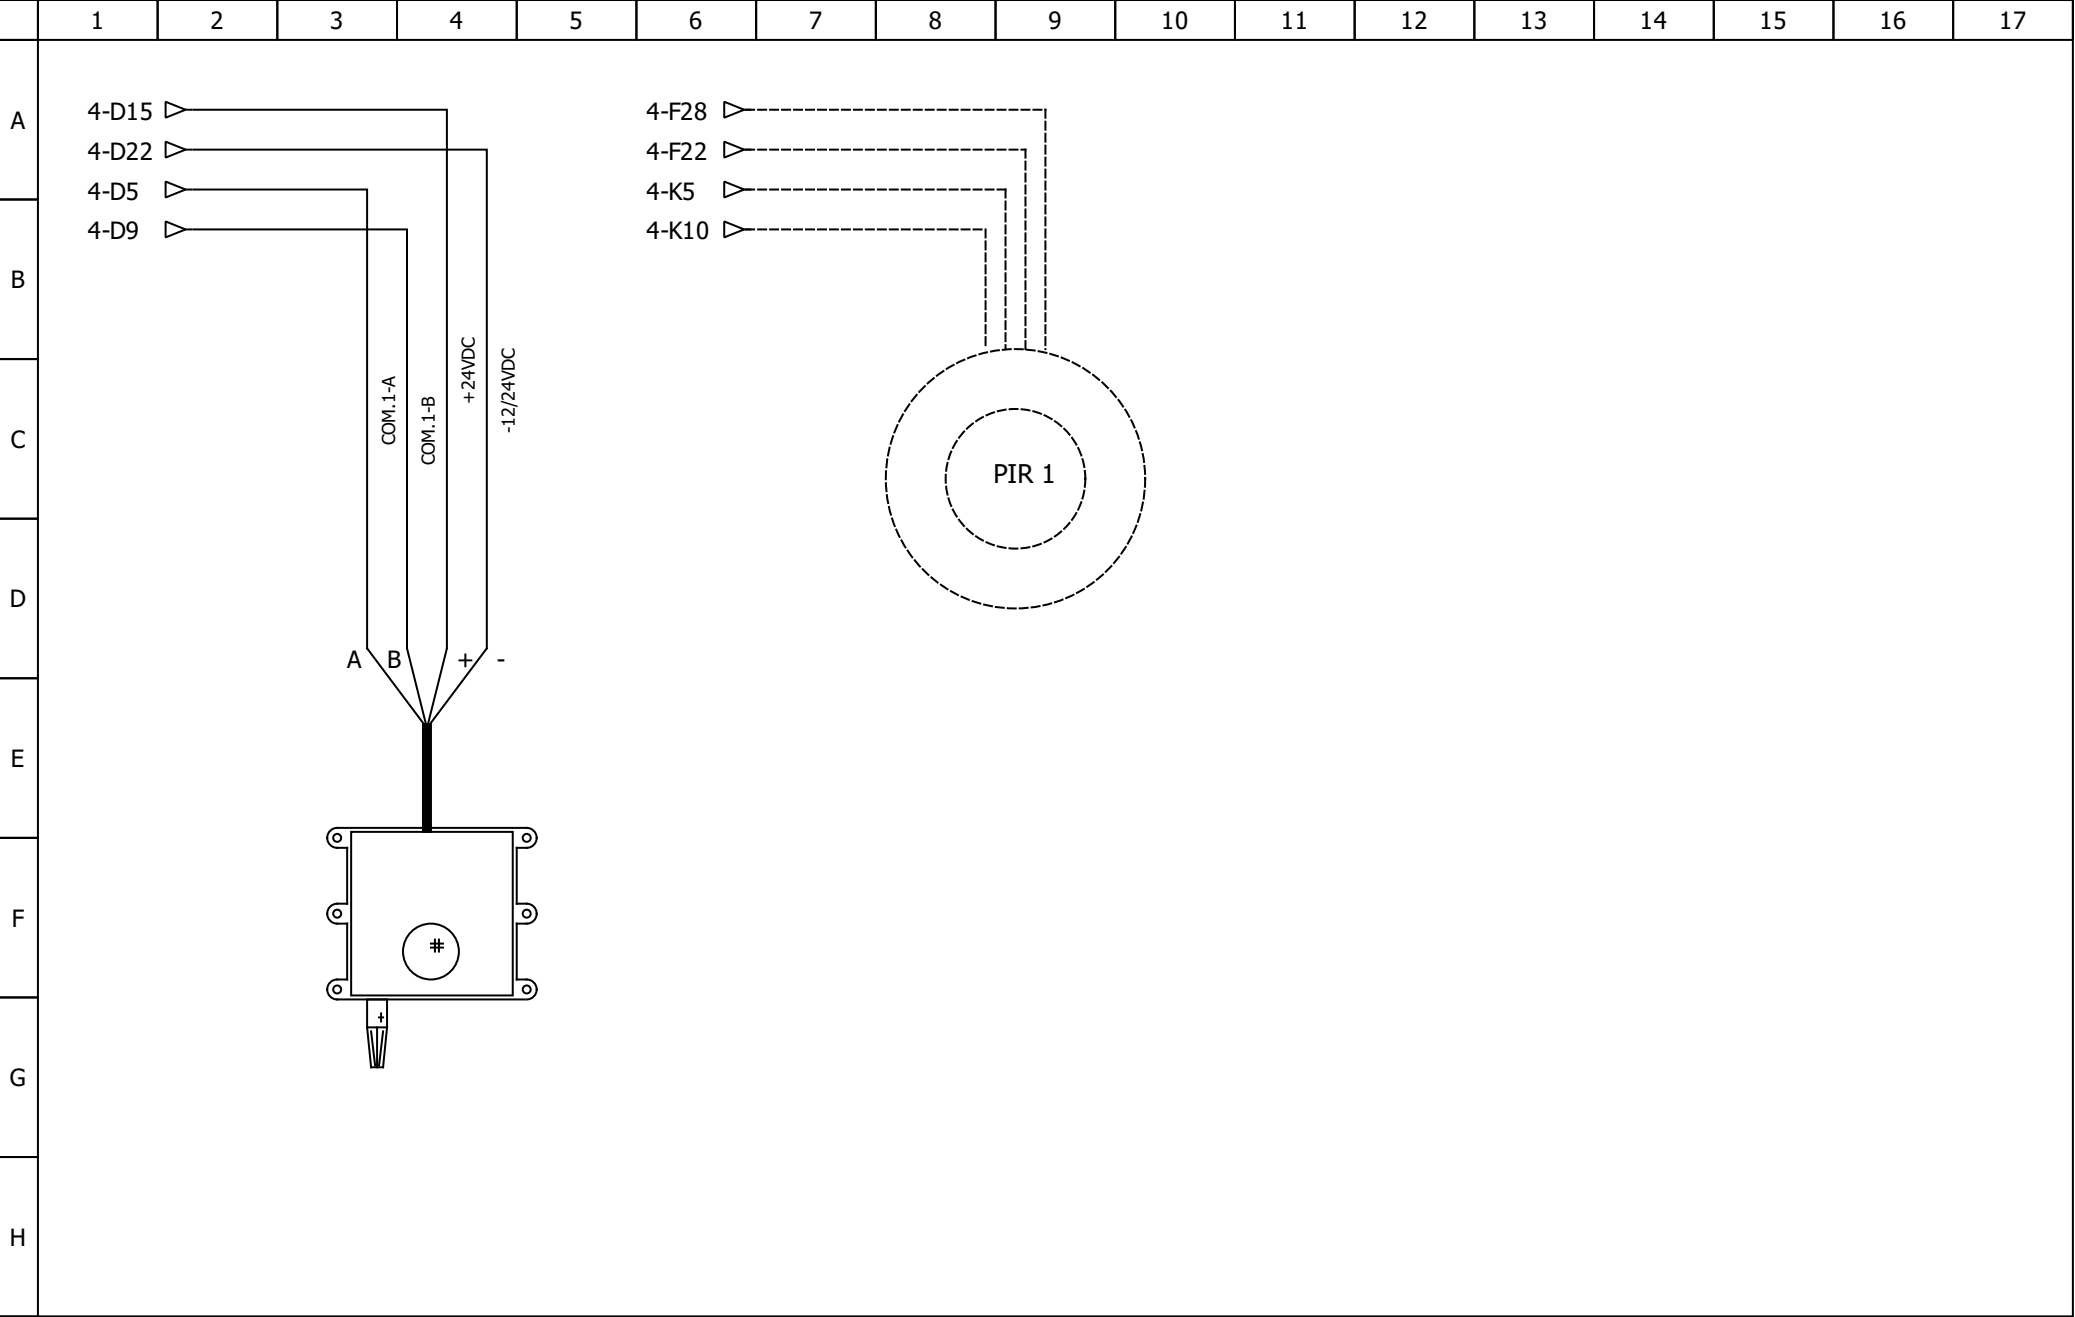 1 2 3 4 5 6 7 8 9 10 11 12 13 14 15 16 17
A
4-D15
4-F28
4-D22
4-F22
4-D5
4-K5
4-D9
4-K10
B
COM.1-A
COM.1-B
+24VDC
-12/24VDC
C
PIR 1
D
A B + -
E
F
#
+
G
H